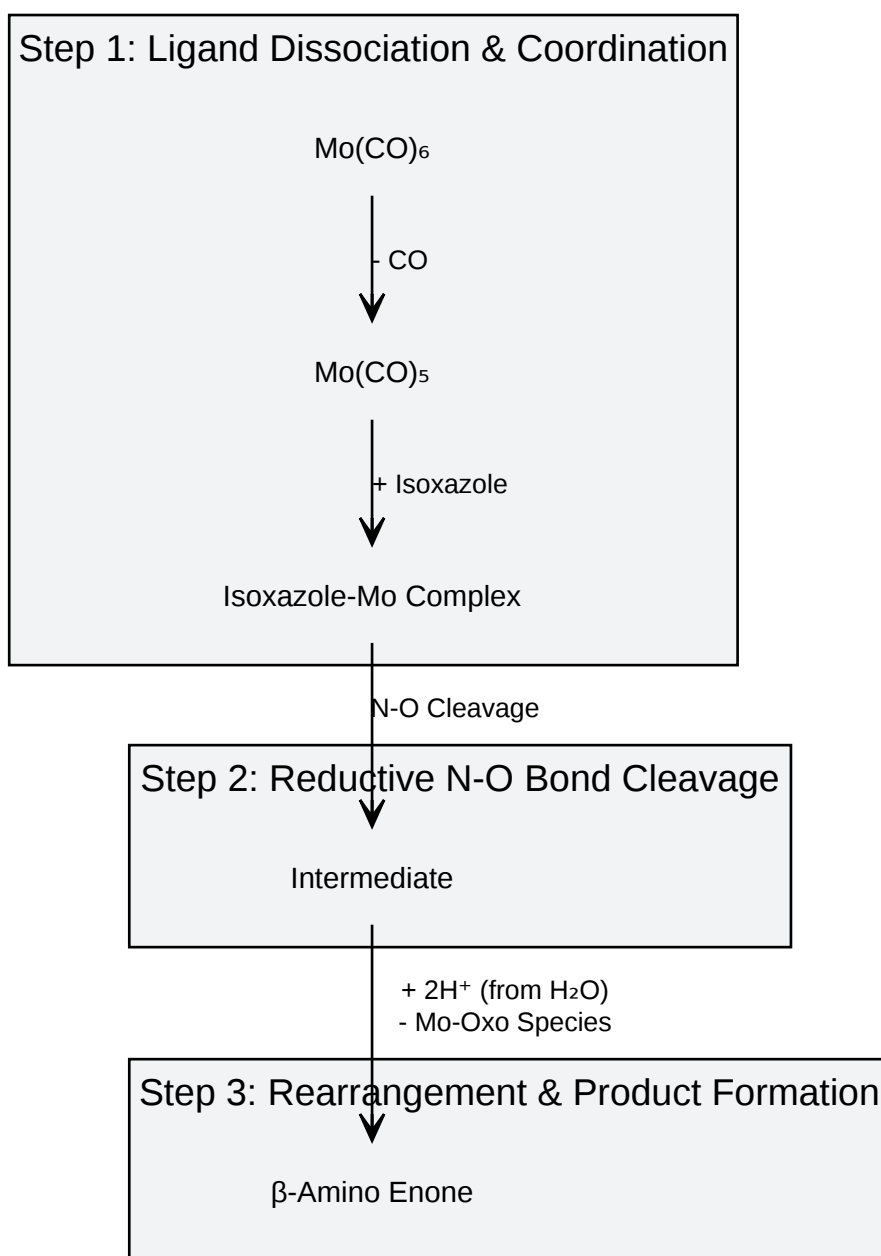 Step 1: Ligand Dissociation & Coordination
Mo(CO)₆
- CO
Mo(CO)₅
+ Isoxazole
Isoxazole-Mo Complex
N-O Cleavage
Step 2: Reductive N-O Bond Cleavage
Intermediate
+ 2H⁺ (from H₂O)
- Mo-Oxo Species
Step 3: Rearrangement & Product Formation
β-Amino Enone